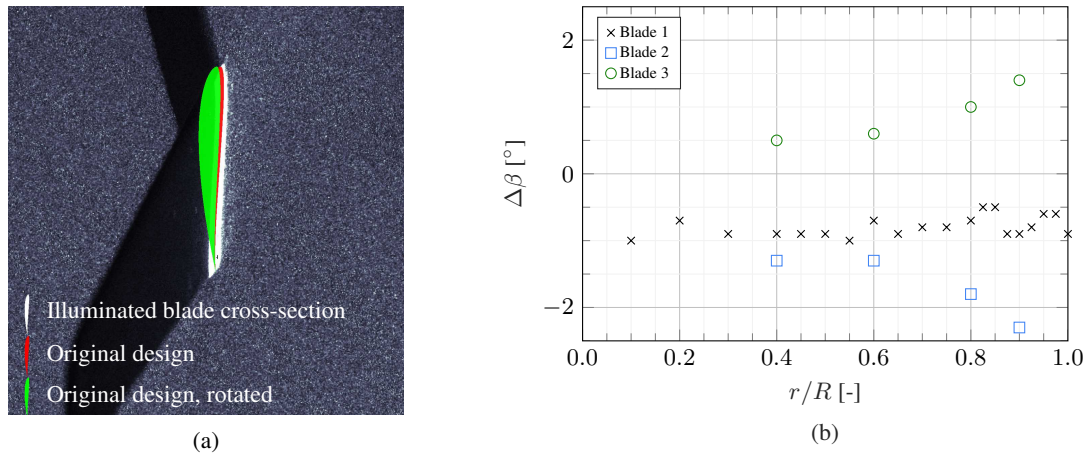 Illuminated blade cross-section
Original design
Original design, rotated
(a)
Blade 1
Blade 2
Blade 3
2
0
−2
Δβ [°]
0.0 0.2 0.4 0.6 0.8 1.0
r/R [-]
(b)